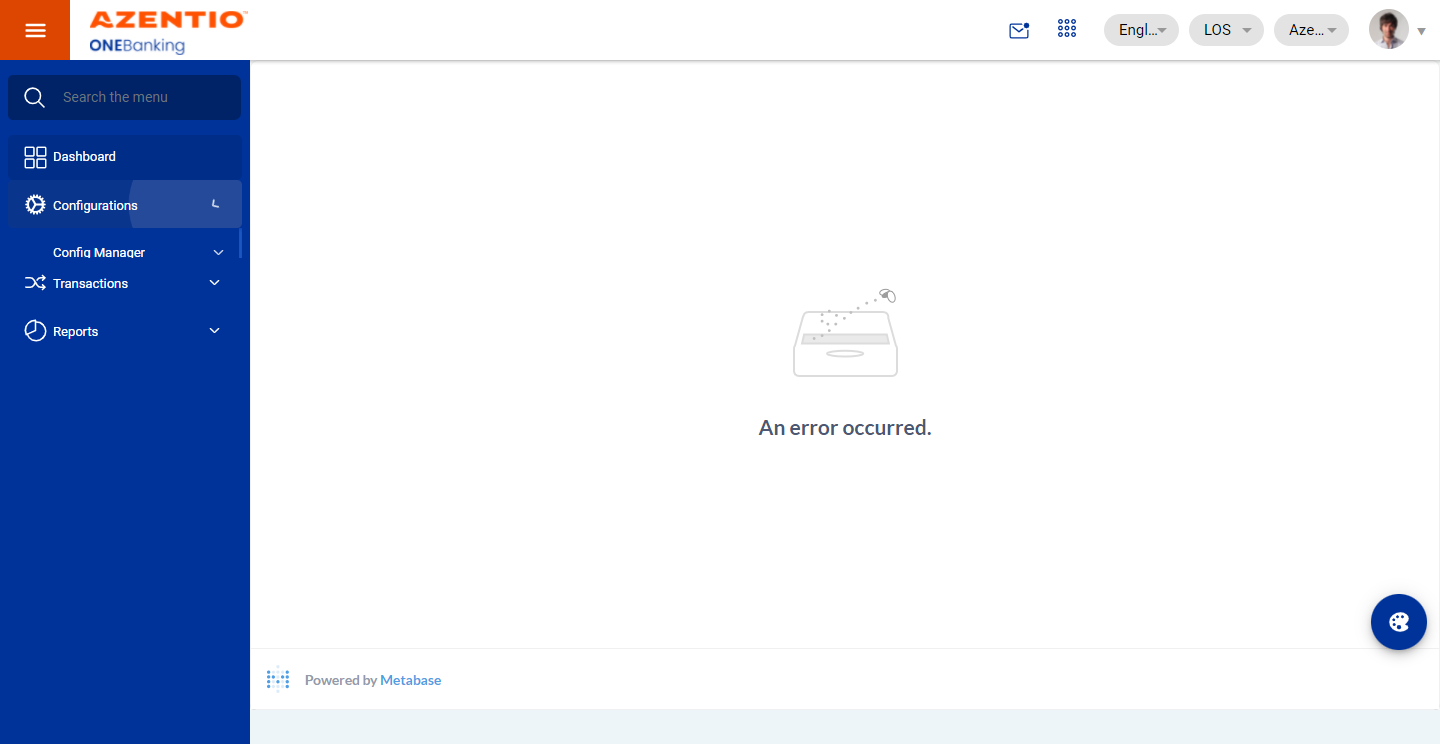 AZENTIO
ONEBanking
Engl...
LOS
Aze...
Search the menu
Dashboard
Configurations
Config Manager
Transactions
Reports
An error occurred.
Powered by Metabase